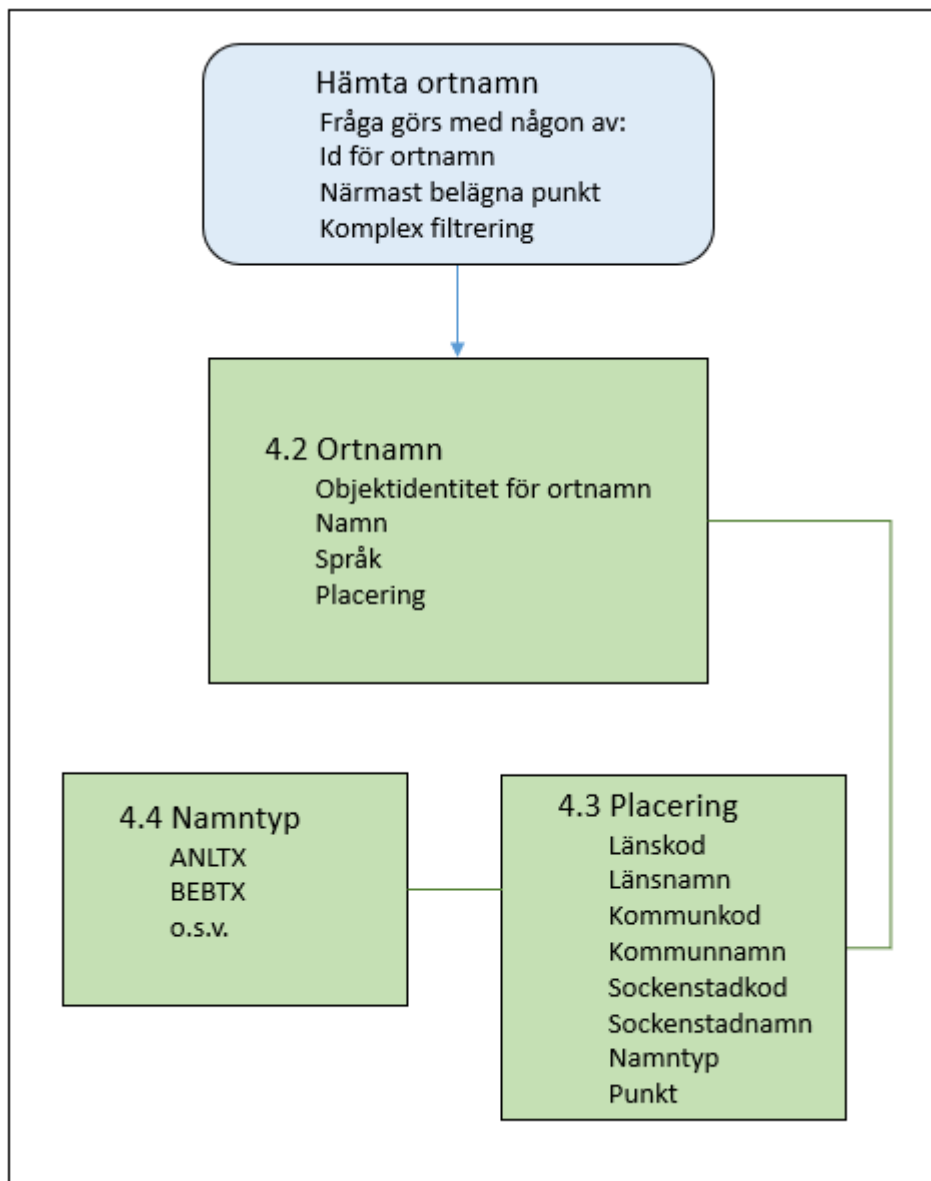 Hämta ortnamn
Fråga görs med någon av:
Id för ortnamn
Närmast belägna punkt
Komplex filtrering
4.2 Ortnamn
Objektidentitet för ortnamn
Namn
Språk
Placering
4.4 Namntyp
ANLTX
BEBTX
o.s.v.
4.3 Placering
Länskod
Länsnamn
Kommunkod
Kommunnamn
Sockenstadkod
Sockenstadnamn
Namntyp
Punkt